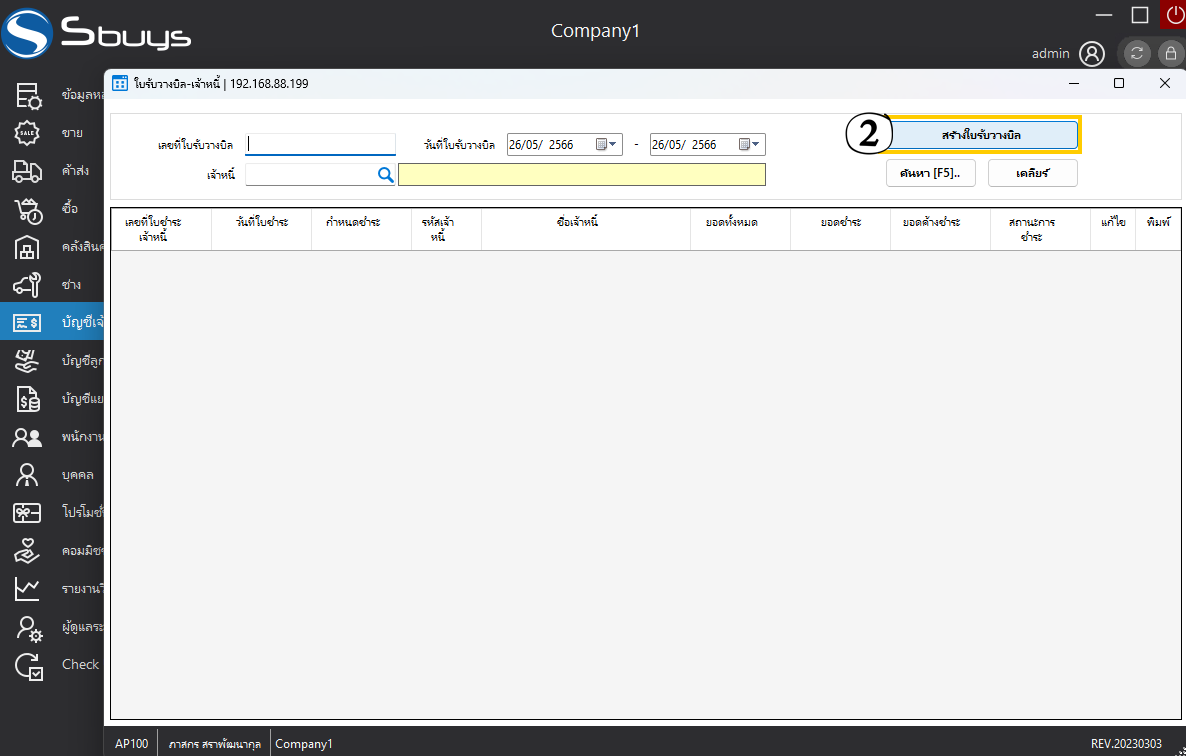 Sbuys
Company1
admin
ข้อมูลห
ขาย
ค้าส่ง
ซื้อ
คลังสินค
ช่าง
บัญชีเจ้
บัญชีลูก
บัญชีแย
พนักงาน
บุคคล
โปรโมชั่
คอมมิชช
รายงานวิ
ผู้ดูแลระ
Check
ใบรับวางบิล-เจ้าหนี้ | 192.168.88.199
เลขที่ใบรับวางบิล
วันที่ใบรับวางบิล 26/05/ 2566 - 26/05/ 2566
2 สร้างใบรับวางบิล
เจ้าหนี้
ค้นหา [F5].. เคลียร์
เลขที่ใบชำระเจ้าหนี้ วันที่ใบชำระ กำหนดชำระ รหัสเจ้าหนี้ ชื่อเจ้าหนี้ ยอดทั้งหมด ยอดชำระ ยอดค้างชำระ สถานะการชำระ แก้ไข พิมพ์
AP100 ภาสกร สราพัฒนากุล Company1 REV.20230303